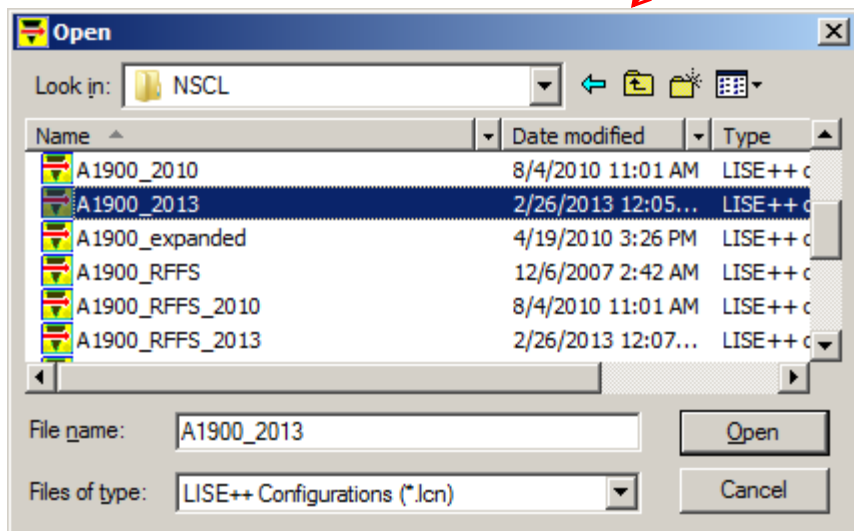 Open
Look in: NSCL
Name Date modified Type
A1900_2010 8/4/2010 11:01 AM LISE++ c
A1900_2013 2/26/2013 12:05... LISE++ c
A1900_expanded 4/19/2010 3:26 PM LISE++ c
A1900_RFFS 12/6/2007 2:42 AM LISE++ c
A1900_RFFS_2010 8/4/2010 11:01 AM LISE++ c
A1900_RFFS_2013 2/26/2013 12:07... LISE++ c
File name: A1900_2013 Open
Files of type: LISE++ Configurations (*.lcn) Cancel